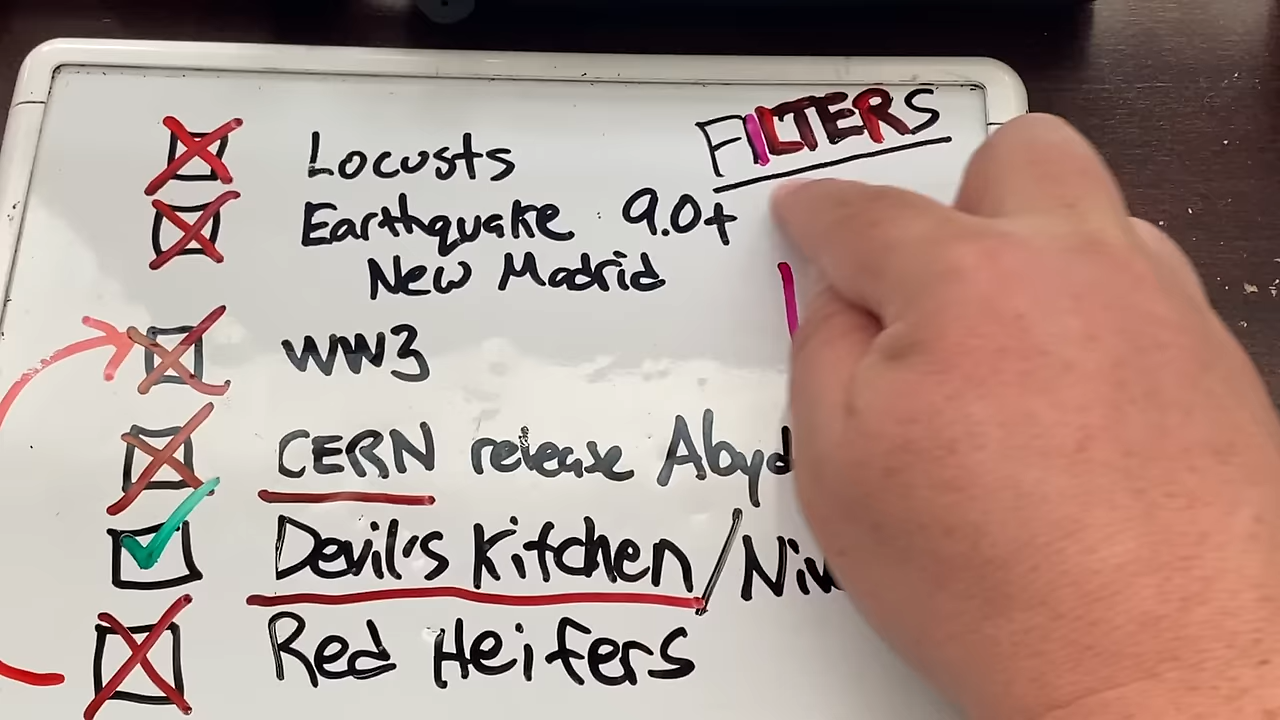 FILTERS
Locusts
Earthquake 9.0+
New Madrid
WW3
CERN release
Devil's Kitchen/
Red Heifers